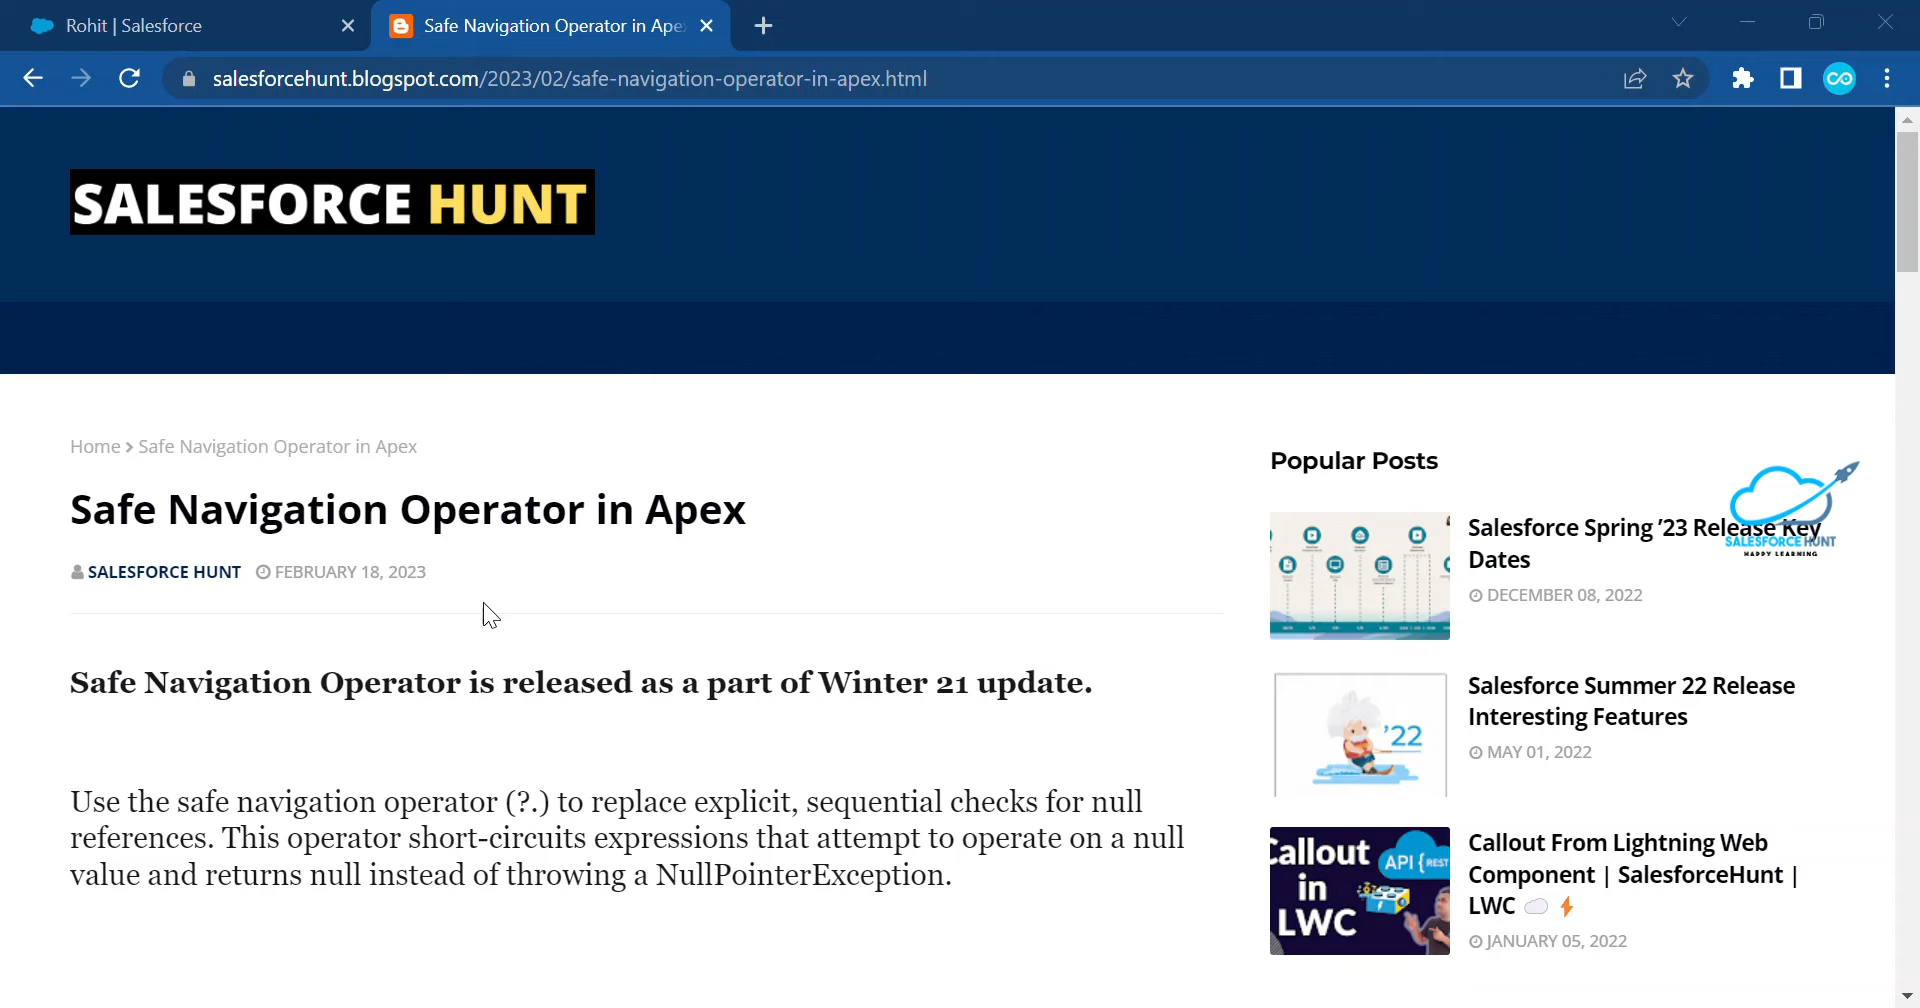 Rohit | Salesforce
Safe Navigation Operator in Ape
salesforcehunt.blogspot.com/2023/02/safe-navigation-operator-in-apex.html
SALESFORCE HUNT
Home > Safe Navigation Operator in Apex
Safe Navigation Operator in Apex
SALESFORCE HUNT FEBRUARY 18, 2023
Safe Navigation Operator is released as a part of Winter 21 update.
Use the safe navigation operator (?.) to replace explicit, sequential checks for null
references. This operator short-circuits expressions that attempt to operate on a null
value and returns null instead of throwing a NullPointerException.
Popular Posts
Salesforce Spring ’23 Release Key
Dates
DECEMBER 08, 2022
SALESFORCE HUNT
HAPPY LEARNING
’22
Salesforce Summer 22 Release
Interesting Features
MAY 01, 2022
Callout
in
LWC
API {REST
Callout From Lightning Web
Component | SalesforceHunt |
LWC ☁️ ⚡
JANUARY 05, 2022